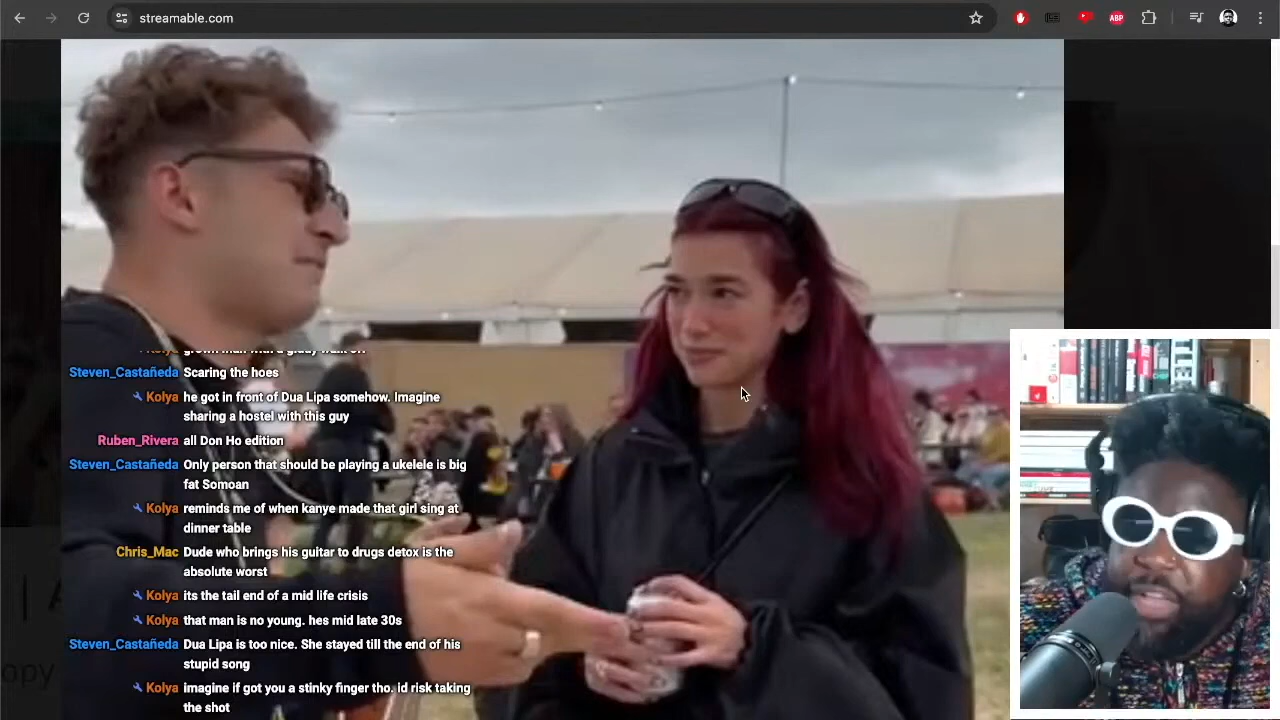 streamable.com
ABP
Steven_Castañeda Scaring the hoes
Kolya he got in front of Dua Lipa somehow. Imagine
sharing a hostel with this guy
Ruben_Rivera all Don Ho edition
Steven_Castañeda Only person that should be playing a ukelele is big
fat Somoan
Kolya reminds me of when kanye made that girl sing at
dinner table
Chris_Mac Dude who brings his guitar to drugs detox is the
absolute worst
Kolya its the tail end of a mid life crisis
Kolya that man is no young. hes mid late 30s
Steven_Castañeda Dua Lipa is too nice. She stayed till the end of his
stupid song
Kolya imagine if got you a stinky finger tho. id risk taking
the shot
opy